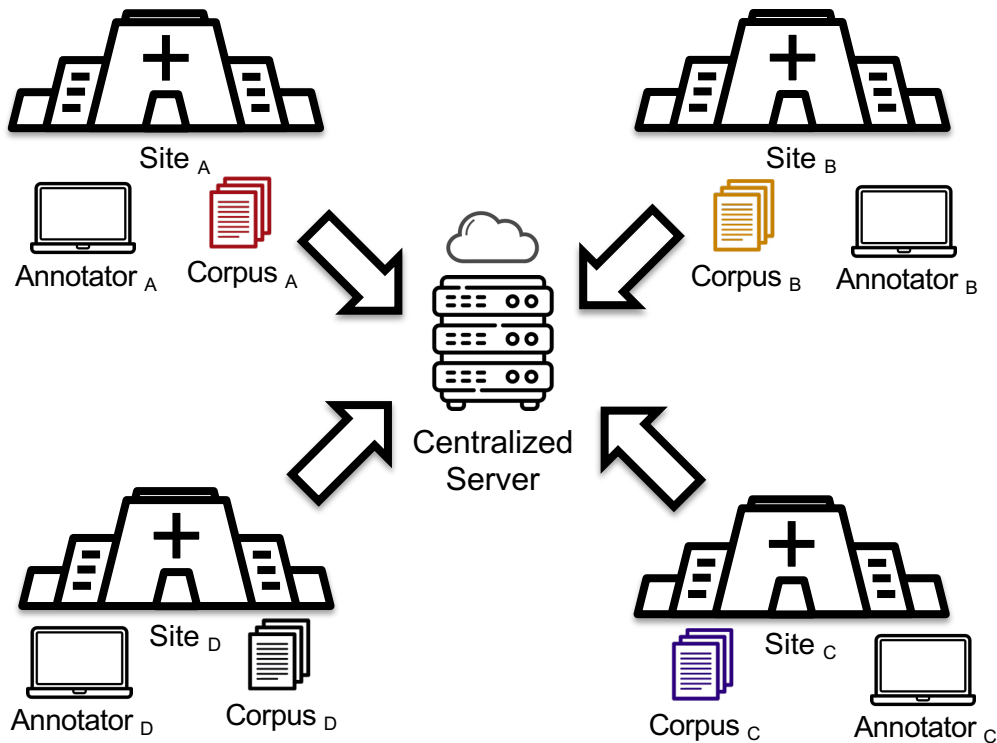 Site A
Site B
Annotator A
Corpus A
Corpus B
Annotator B
Centralized
Server
Site D
Site C
Annotator D
Corpus D
Corpus C
Annotator C